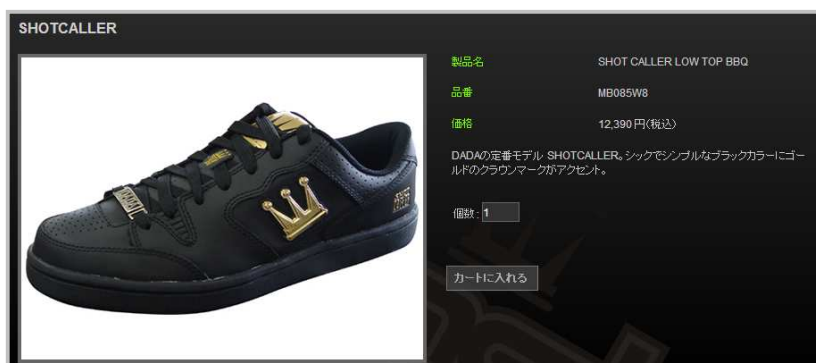 SHOTCALLER
製品名 SHOT CALLER LOW TOP BBQ
品番 MB085W8
価格 12,390円(税込)
DADAの定番モデル SHOTCALLER。シックでシンプルなブラックカラーにゴー
ルドのクラウンマークがアクセント。
個数: 1
カートに入れる